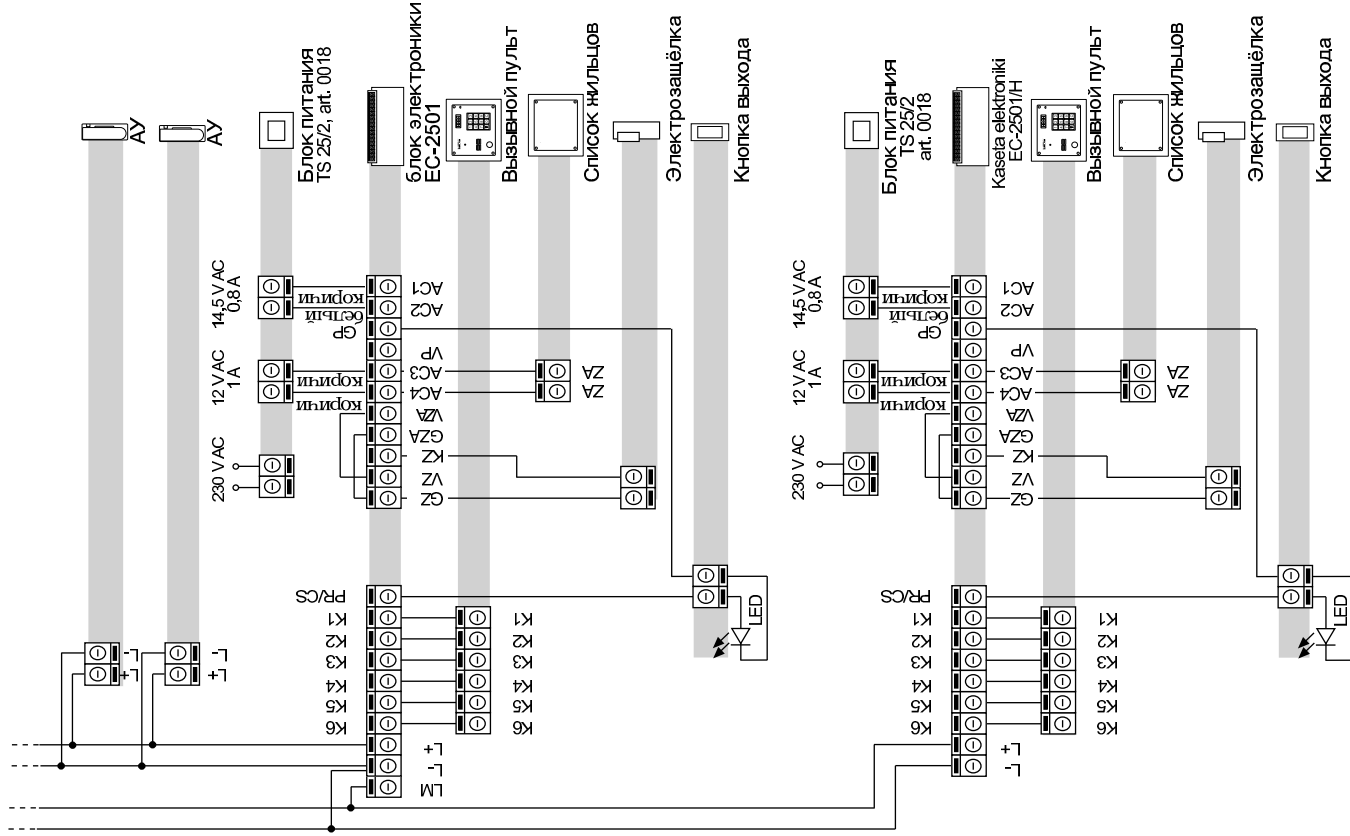 АУ
АУ
Блок питания
TS 25/2, art. 0018
блок электроники
EC-2501
Вызывной пульт
Список жильцов
Электрозащёлка
Кнопка выхода
Блок питания
TS 25/2
art. 0018
Kaseta elektroniki
EC-2501/H
Вызывной пульт
Список жильцов
Электрозащёлка
Кнопка выхода
14,5 V AC
0,8 A
12 V AC
1 A
230 V AC
коричи
белый
коричи
коричи
AC1
AC2
GP
VP
AC3
AC4
VZA
GZA
KZ
VZ
GZ
ZA
ZA
PR/CS
K1
K2
K3
K4
K5
K6
L+
L-
LM
K1
K2
K3
K4
K5
K6
LED
L-
L+
L-
L+
14,5 V AC
0,8 A
12 V AC
1 A
230 V AC
коричи
белый
коричи
коричи
AC1
AC2
GP
VP
AC3
AC4
VZA
GZA
KZ
VZ
GZ
ZA
ZA
PR/CS
K1
K2
K3
K4
K5
K6
L+
L-
K1
K2
K3
K4
K5
K6
LED